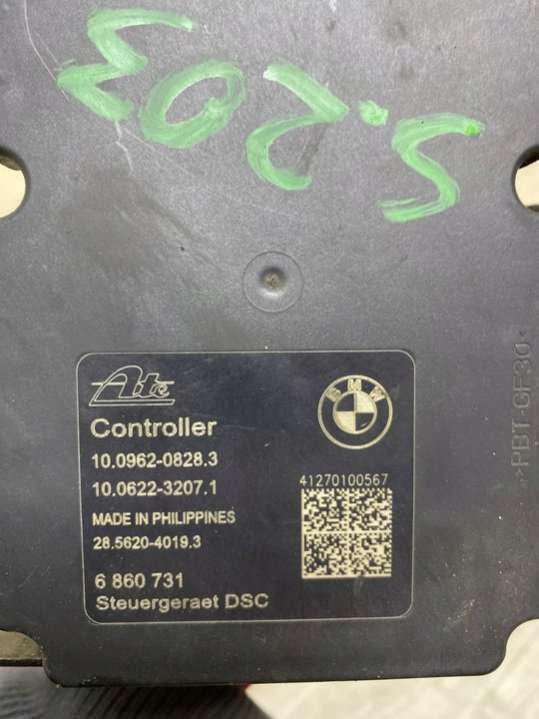 5.203
Ate
BMW
Controller
10.0962-0828.3
10.0622-3207.1
41270100567
MADE IN PHILIPPINES
28.5620-4019.3
6 860 731
Steuergeraet DSC
>PBT-GF30<